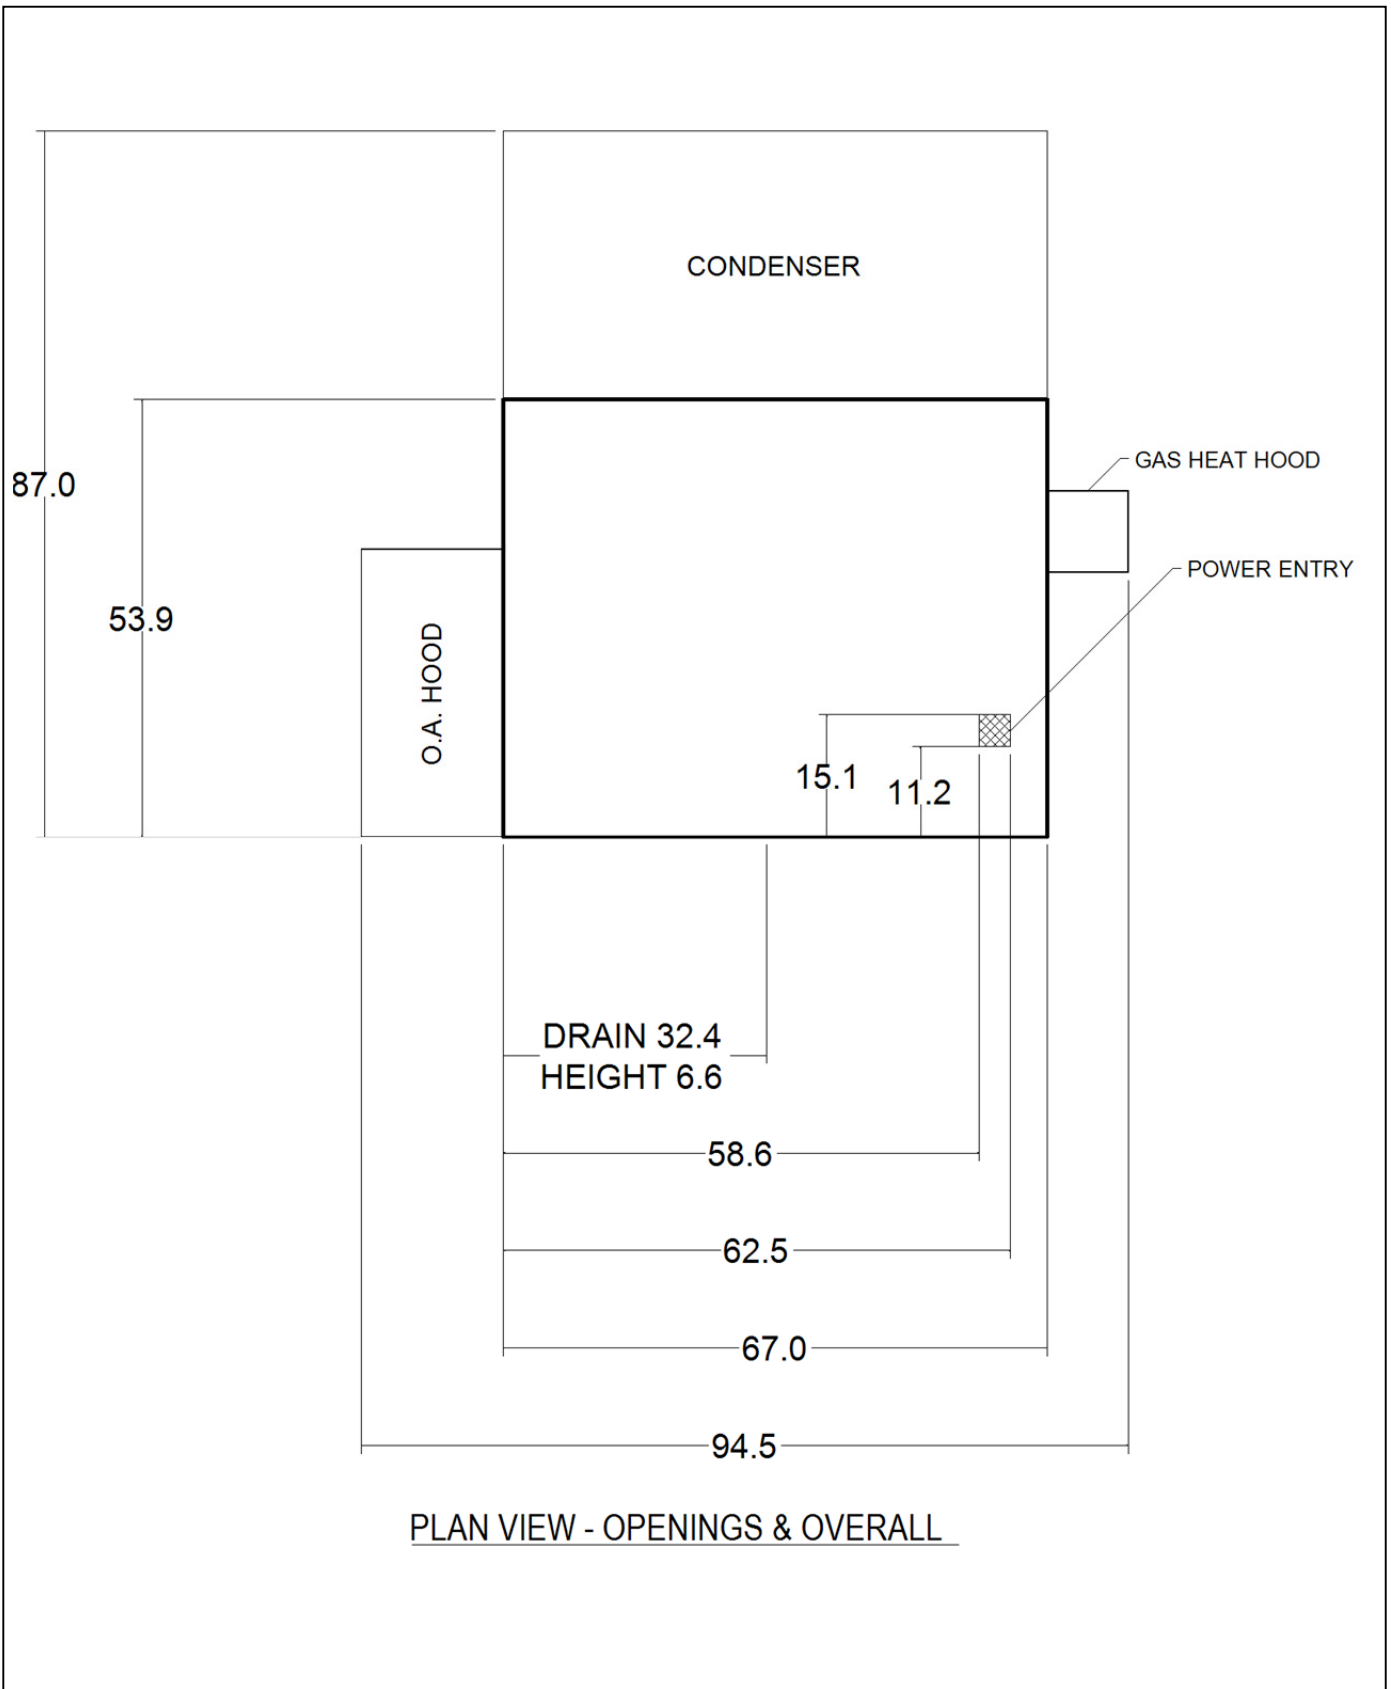 CONDENSER
GAS HEAT HOOD
87.0
POWER ENTRY
53.9
O.A. HOOD
15.1
11.2
DRAIN 32.4
HEIGHT 6.6
58.6
62.5
67.0
94.5
PLAN VIEW - OPENINGS & OVERALL